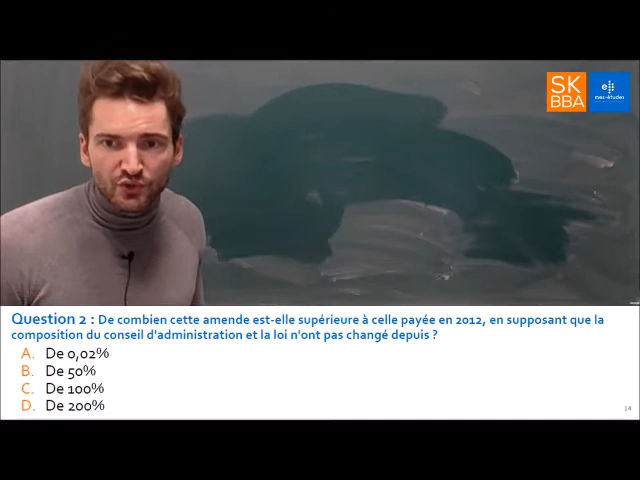 SK
BBA
mes-études
Question 2 : De combien cette amende est-elle supérieure à celle payée en 2012, en supposant que la
composition du conseil d'administration et la loi n'ont pas changé depuis ?
A. De 0,02%
B. De 50%
C. De 100%
D. De 200%
14